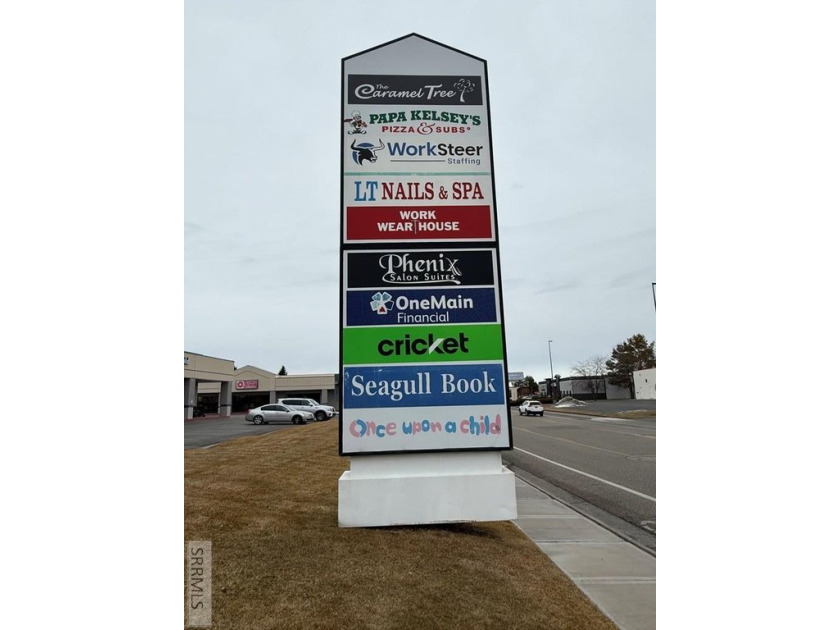 The
Caramel Tree
PAPA KELSEY'S
PIZZA & SUBS®
WorkSteer
Staffing
LT NAILS & SPA
WORK
WEAR HOUSE
Phenix
SALON SUITES
OneMain
Financial
cricket
Seagull Book
Once upon a child
SRRMLS